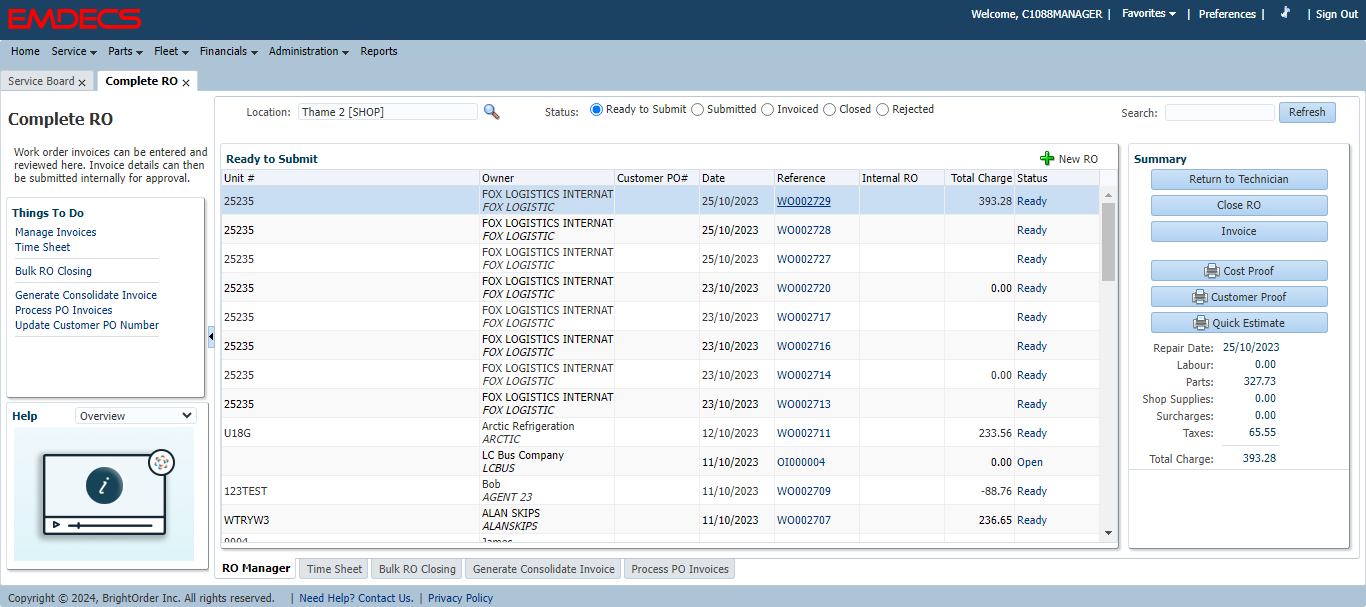 EMDECS
Welcome, C1088MANAGER | Favorites | Preferences | | Sign Out
Home Service Parts Fleet Financials Administration Reports
Service Board x Complete RO x
Complete RO
Work order invoices can be entered and
reviewed here. Invoice details can then
be submitted internally for approval.
Things To Do
Manage Invoices
Time Sheet
Bulk RO Closing
Generate Consolidate Invoice
Process PO Invoices
Update Customer PO Number
Help Overview
i
Location: Thame 2 [SHOP] Status: Ready to Submit Submitted Invoiced Closed Rejected Search: Refresh
Ready to Submit New RO
Unit # Owner Customer PO# Date Reference Internal RO Total Charge Status
25235 FOX LOGISTICS INTERNAT 25/10/2023 WO002729 393.28 Ready
FOX LOGISTIC
25235 FOX LOGISTICS INTERNAT 25/10/2023 WO002728 Ready
FOX LOGISTIC
25235 FOX LOGISTICS INTERNAT 25/10/2023 WO002727 Ready
FOX LOGISTIC
25235 FOX LOGISTICS INTERNAT 23/10/2023 WO002720 0.00 Ready
FOX LOGISTIC
25235 FOX LOGISTICS INTERNAT 23/10/2023 WO002717 Ready
FOX LOGISTIC
25235 FOX LOGISTICS INTERNAT 23/10/2023 WO002716 Ready
FOX LOGISTIC
25235 FOX LOGISTICS INTERNAT 23/10/2023 WO002714 0.00 Ready
FOX LOGISTIC
25235 FOX LOGISTICS INTERNAT 23/10/2023 WO002713 Ready
FOX LOGISTIC
U18G Arctic Refrigeration 12/10/2023 WO002711 233.56 Ready
ARCTIC
LC Bus Company 11/10/2023 OI000004 0.00 Open
LCBUS
123TEST Bob 11/10/2023 WO002709 -88.76 Ready
AGENT 23
WTRYW3 ALAN SKIPS 11/10/2023 WO002707 236.65 Ready
ALANSKIPS
Summary
Return to Technician
Close RO
Invoice
Cost Proof
Customer Proof
Quick Estimate
Repair Date: 25/10/2023
Labour: 0.00
Parts: 327.73
Shop Supplies: 0.00
Surcharges: 0.00
Taxes: 65.55
Total Charge: 393.28
RO Manager Time Sheet Bulk RO Closing Generate Consolidate Invoice Process PO Invoices
Copyright © 2024, BrightOrder Inc. All rights reserved. | Need Help? Contact Us. | Privacy Policy